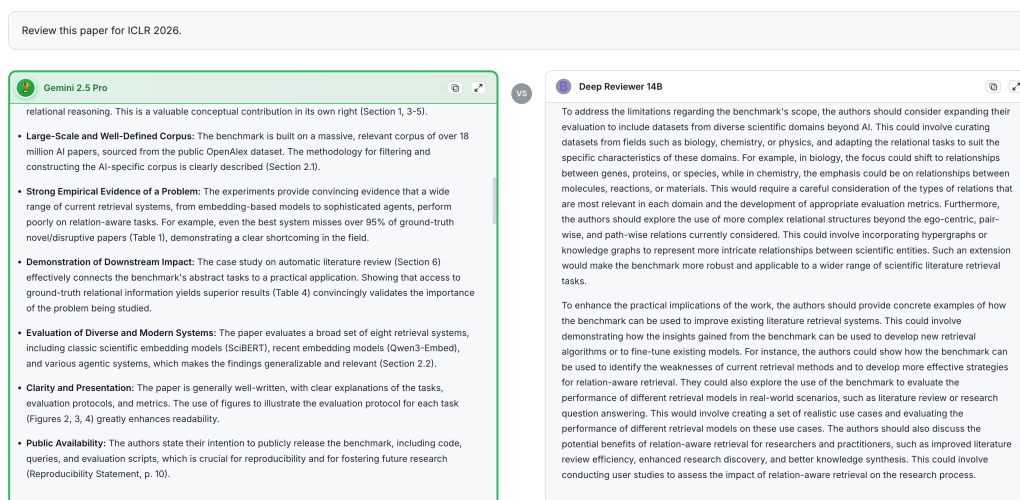 Review this paper for ICLR 2026.
Gemini 2.5 Pro
relational reasoning. This is a valuable conceptual contribution in its own right (Section 1, 3-5).
• Large-Scale and Well-Defined Corpus: The benchmark is built on a massive, relevant corpus of over 18
million AI papers, sourced from the public OpenAlex dataset. The methodology for filtering and
constructing the AI-specific corpus is clearly described (Section 2.1).
• Strong Empirical Evidence of a Problem: The experiments provide convincing evidence that a wide
range of current retrieval systems, from embedding-based models to sophisticated agents, perform
poorly on relation-aware tasks. For example, even the best system misses over 95% of ground-truth
novel/disruptive papers (Table 1), demonstrating a clear shortcoming in the field.
• Demonstration of Downstream Impact: The case study on automatic literature review (Section 6)
effectively connects the benchmark's abstract tasks to a practical application. Showing that access to
ground-truth relational information yields superior results (Table 4) convincingly validates the importance
of the problem being studied.
• Evaluation of Diverse and Modern Systems: The paper evaluates a broad set of eight retrieval systems,
including classic scientific embedding models (SciBERT), recent embedding models (Qwen3-Embed),
and various agentic systems, which makes the findings generalizable and relevant (Section 2.2).
• Clarity and Presentation: The paper is generally well-written, with clear explanations of the tasks,
evaluation protocols, and metrics. The use of figures to illustrate the evaluation protocol for each task
(Figures 2, 3, 4) greatly enhances readability.
• Public Availability: The authors state their intention to publicly release the benchmark, including code,
queries, and evaluation scripts, which is crucial for reproducibility and for fostering future research
(Reproducibility Statement, p. 10).
VS
Deep Reviewer 14B
To address the limitations regarding the benchmark's scope, the authors should consider expanding their
evaluation to include datasets from diverse scientific domains beyond AI. This could involve curating
datasets from fields such as biology, chemistry, or physics, and adapting the relational tasks to suit the
specific characteristics of these domains. For example, in biology, the focus could shift to relationships
between genes, proteins, or species, while in chemistry, the emphasis could be on relationships between
molecules, reactions, or materials. This would require a careful consideration of the types of relations that
are most relevant in each domain and the development of appropriate evaluation metrics. Furthermore,
the authors should explore the use of more complex relational structures beyond the ego-centric, pair-
wise, and path-wise relations currently considered. This could involve incorporating hypergraphs or
knowledge graphs to represent more intricate relationships between scientific entities. Such an extension
would make the benchmark more robust and applicable to a wider range of scientific literature retrieval
tasks.
To enhance the practical implications of the work, the authors should provide concrete examples of how
the benchmark can be used to improve existing literature retrieval systems. This could involve
demonstrating how the insights gained from the benchmark can be used to develop new retrieval
algorithms or to fine-tune existing models. For instance, the authors could show how the benchmark can
be used to identify the weaknesses of current retrieval methods and to develop more effective strategies
for relation-aware retrieval. They could also explore the use of the benchmark to evaluate the
performance of different retrieval models in real-world scenarios, such as literature review or research
question answering. This would involve creating a set of realistic use cases and evaluating the
performance of different retrieval models on these use cases. The authors should also discuss the
potential benefits of relation-aware retrieval for researchers and practitioners, such as improved literature
review efficiency, enhanced research discovery, and better knowledge synthesis. This could involve
conducting user studies to assess the impact of relation-aware retrieval on the research process.